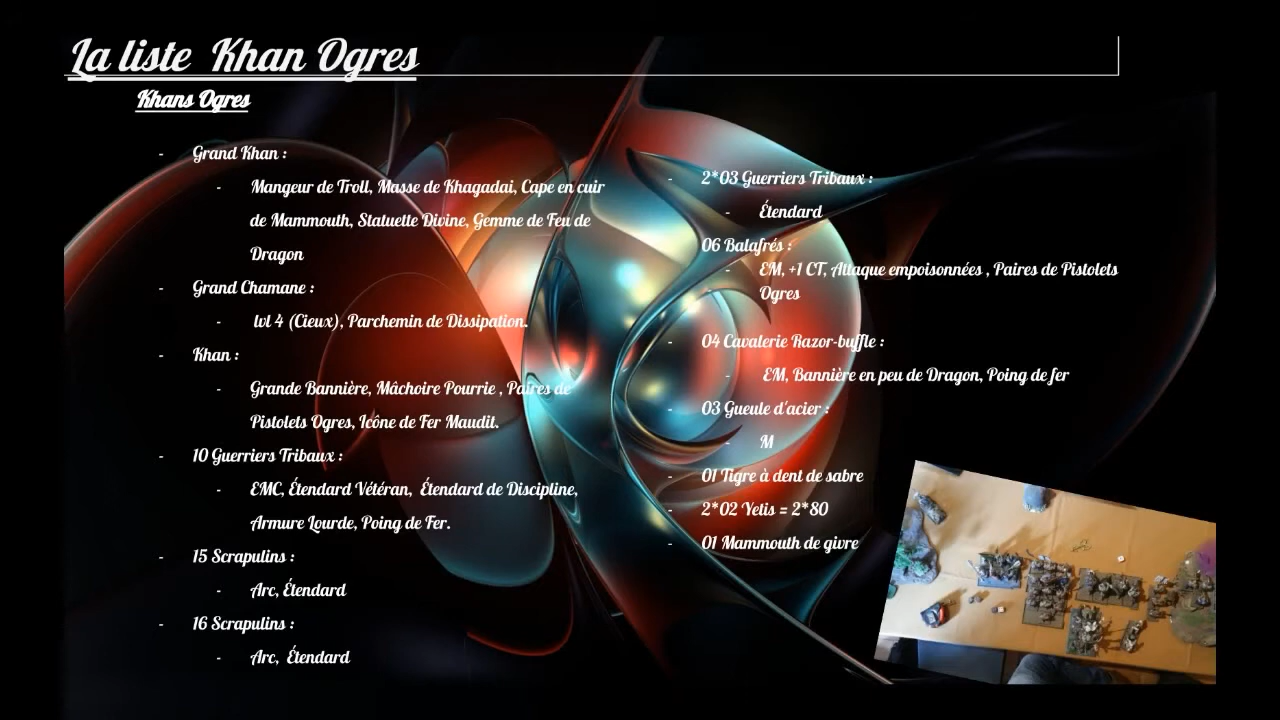 La liste Khan Ogres
Khans Ogres
- Grand Khan :
- Mangeur de Troll, Masse de Khagadai, Cape en cuir
de Mammouth, Statuette Divine, Gemme de Feu de
Dragon
- Grand Chamane :
- lvl 4 (Cieux), Parchemin de Dissipation.
- Khan :
- Grande Bannière, Mâchoire Pourrie , Paires de
Pistolets Ogres, Icône de Fer Maudit.
- 10 Guerriers Tribaux :
- EMC, Étendard Vétéran, Étendard de Discipline,
Armure Lourde, Poing de Fer.
- 15 Scrapulins :
- Arc, Étendard
- 16 Scrapulins :
- Arc, Étendard
- 2*03 Guerriers Tribaux :
- Étendard
06 Balafrés :
- EM, +1 CT, Attaque empoisonnées , Paires de Pistolets
Ogres
- 04 Cavalerie Razor-buffle :
- EM, Bannière en peu de Dragon, Poing de fer
- 03 Gueule d'acier :
- M
- 01 Tigre à dent de sabre
- 2*02 Yetis = 2*80
- 01 Mammouth de givre